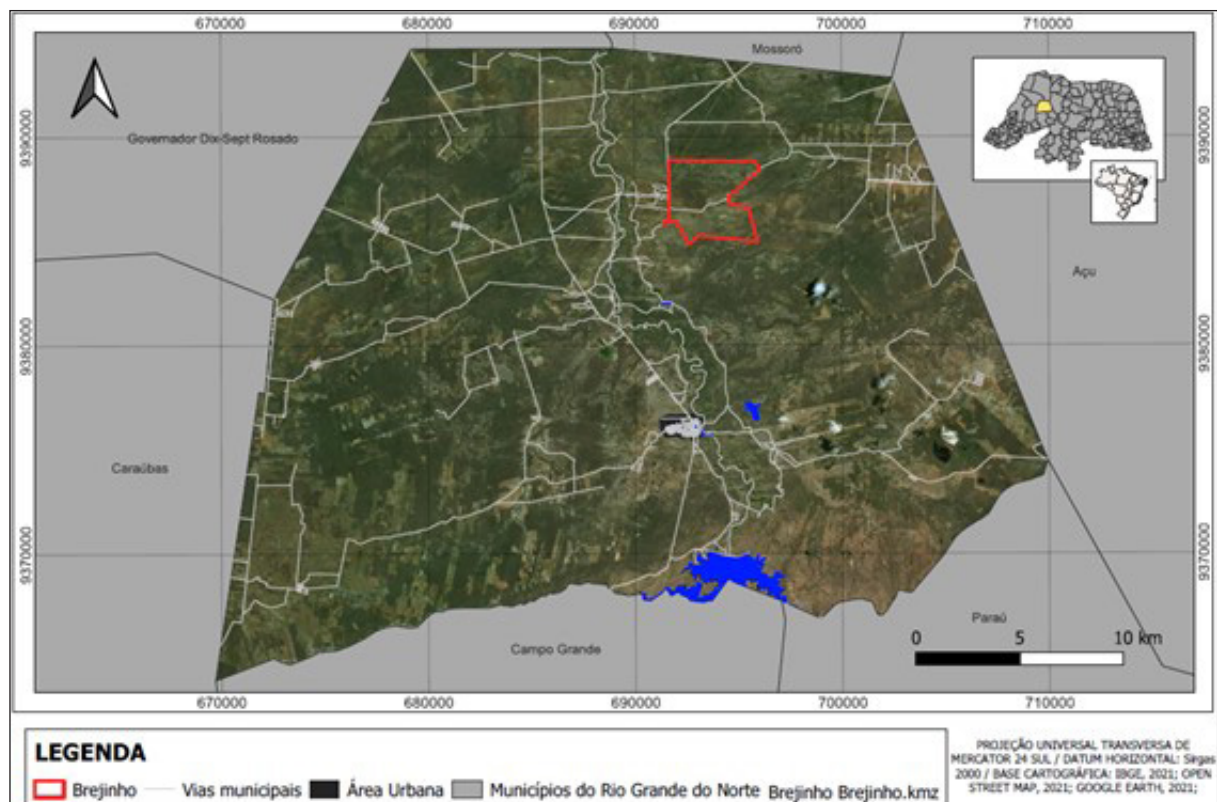 670000 680000 690000 700000 710000
Mossoró
Governador Dix-Sept Rosado
9390000
9390000
Açu
9380000
9380000
Caraúbas
9370000
9370000
Paraú
0 5 10 km
Campo Grande
670000 680000 690000 700000 710000
LEGENDA
Brejinho Vias municipais Área Urbana Municípios do Rio Grande do Norte Brejinho Brejinho.kmz
PROJEÇÃO UNIVERSAL TRANSVERSA DE
MERCATOR 24 SUL / DATUM HORIZONTAL: Sirgas
2000 / BASE CARTOGRÁFICA: IBGE, 2021; OPEN
STREET MAP, 2021; GOOGLE EARTH, 2021;